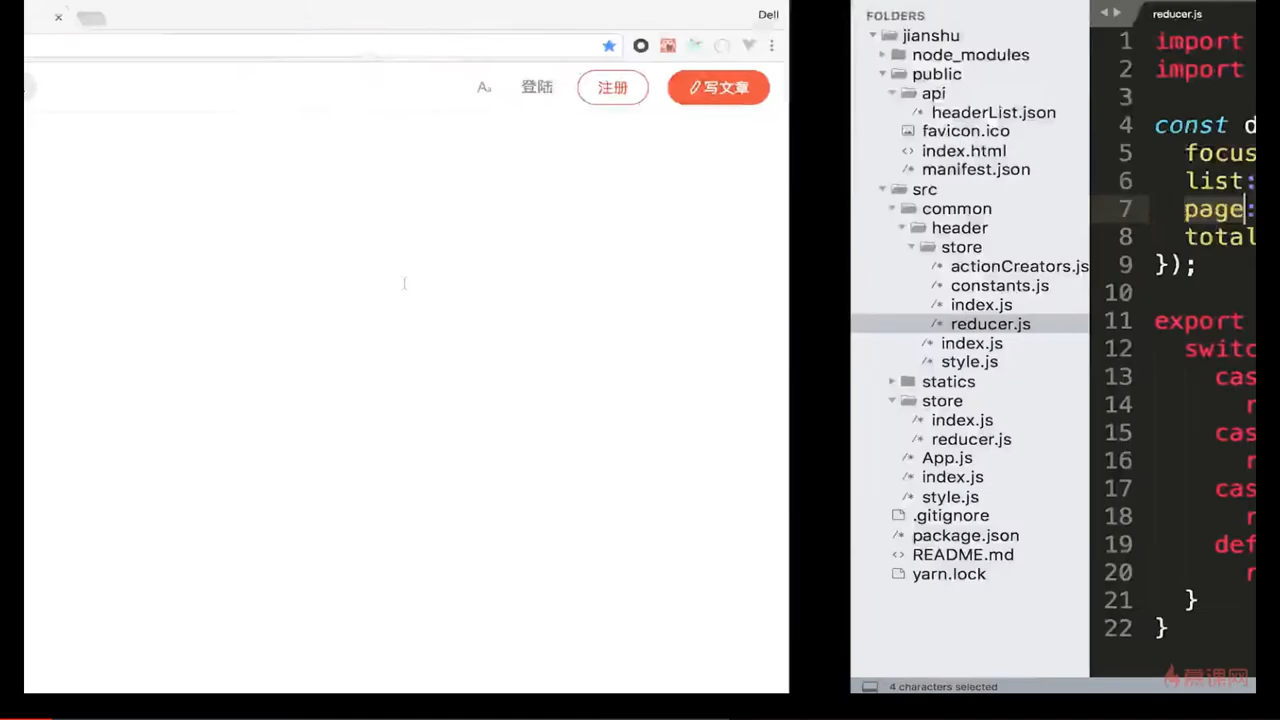 Dell
Aa
登陆
注册
写文章
FOLDERS
jianshu
node_modules
public
api
headerList.json
favicon.ico
index.html
manifest.json
src
common
header
store
actionCreators.js
constants.js
index.js
reducer.js
index.js
style.js
statics
store
index.js
reducer.js
App.js
index.js
style.js
.gitignore
package.json
README.md
yarn.lock
4 characters selected
reducer.js
1 import
2 import
3
4 const d
5 focus
6 list:
7 page:
8 total
9 });
10
11 export
12 switc
13 cas
14 r
15 cas
16 r
17 cas
18 r
19 def
20 r
21 }
22 }
慕课网